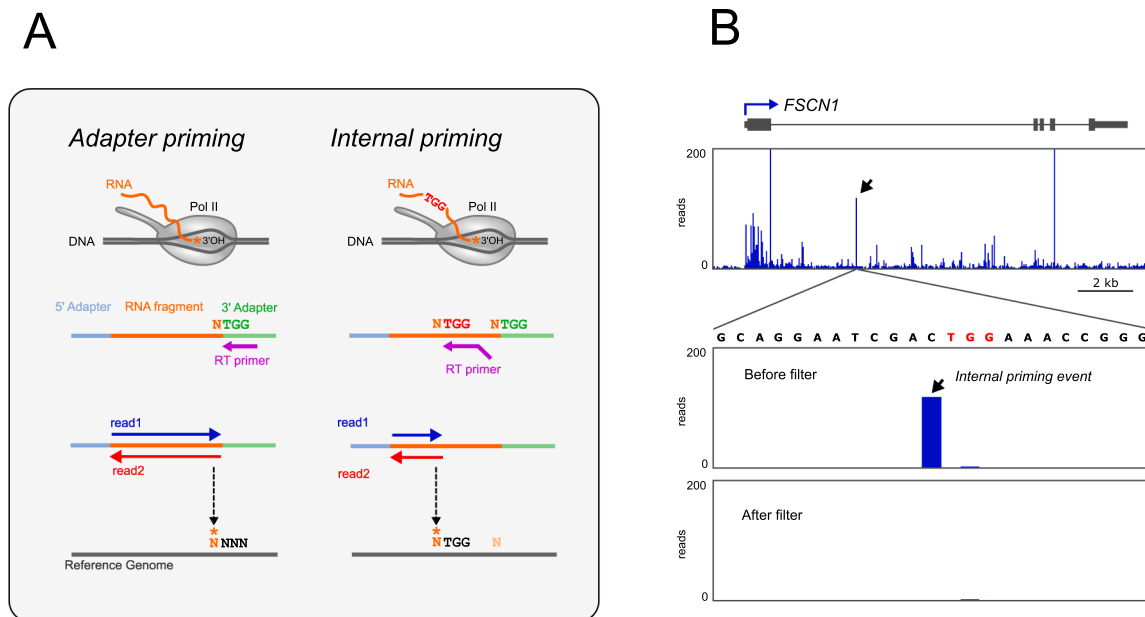 A
Adapter priming
Internal priming
RNA
Pol II
DNA
*3'OH
RNA
TGG
Pol II
DNA
*3'OH
5' Adapter
RNA fragment
3' Adapter
NTGG
RT primer
NTGG
NTGG
RT primer
read1
read2
read1
read2
*
NNNN
Reference Genome
*
NTGG
N
B
FSCN1
200
reads
0
2 kb
G C A G G A A T C G A C T G G A A A C C G G G
200
Before filter
Internal priming event
reads
0
200
After filter
reads
0